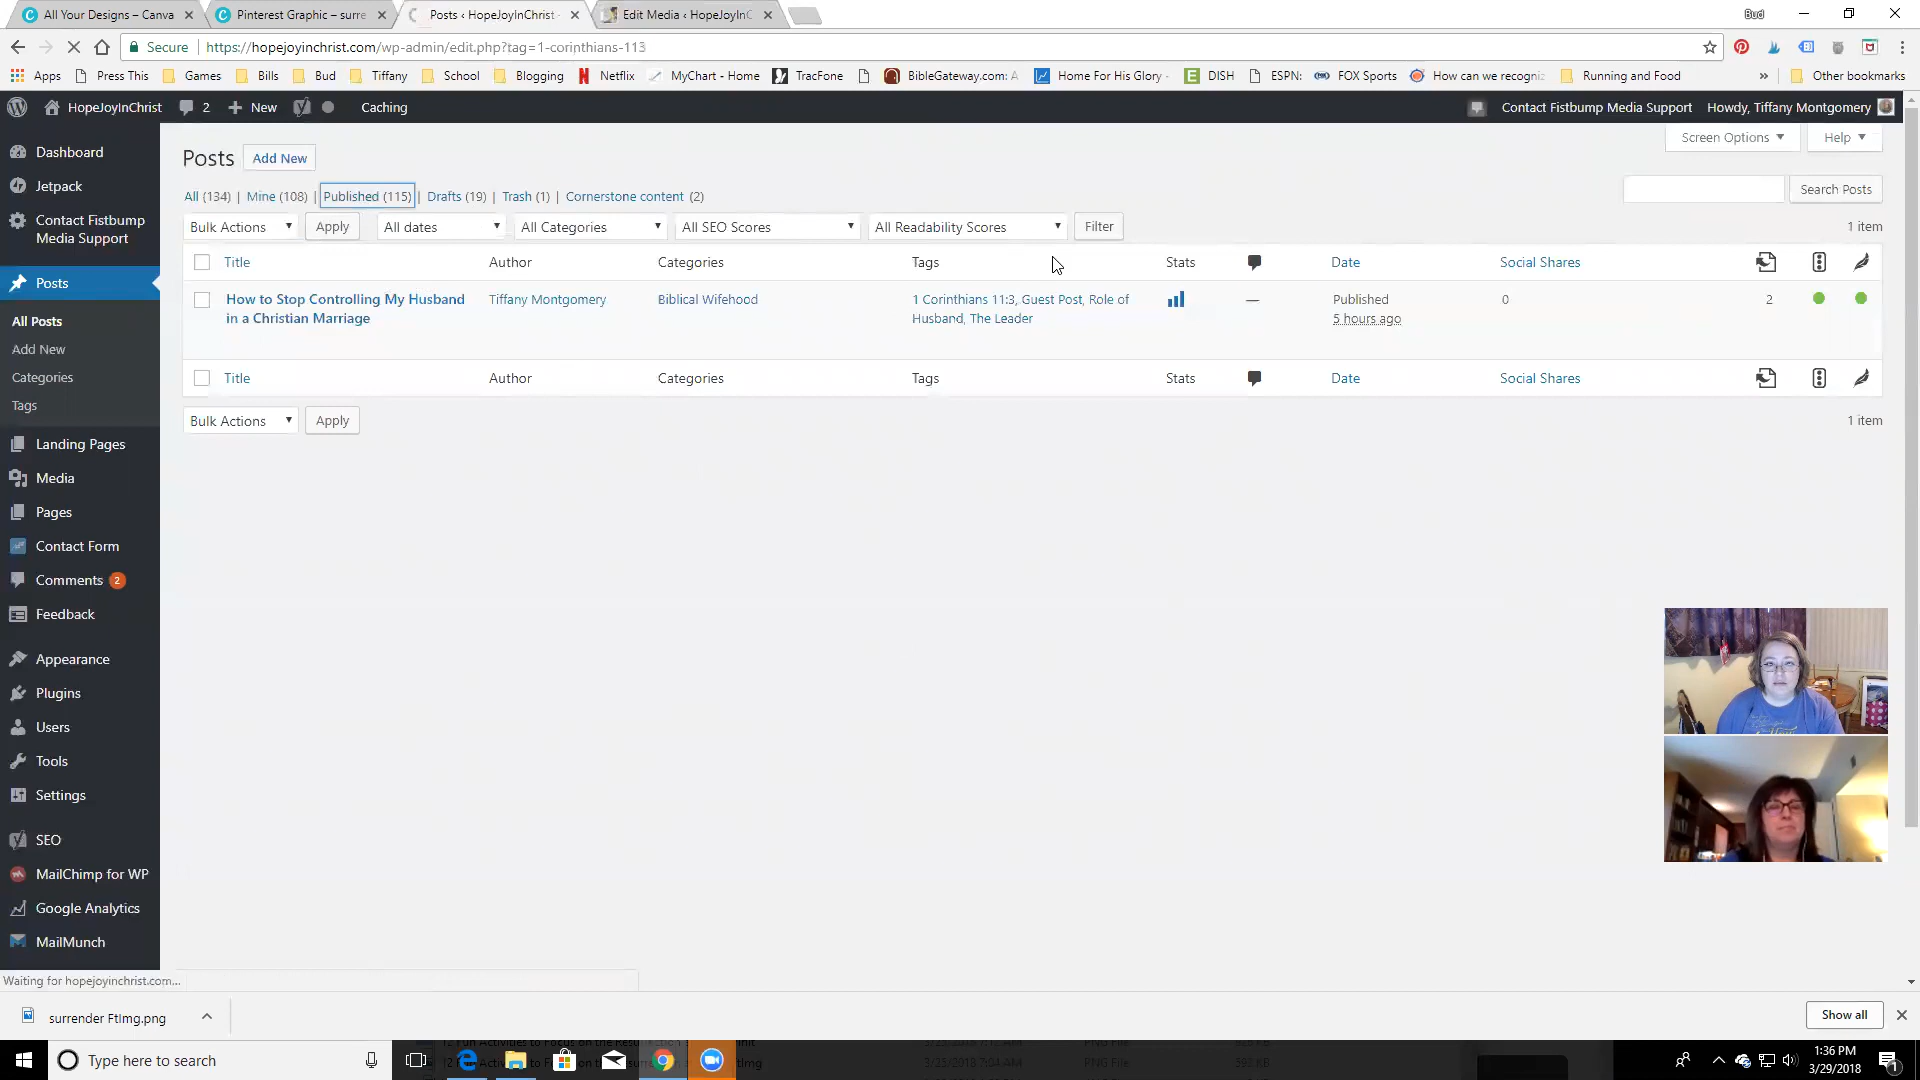 All Your Designs – Canva
Pinterest Graphic – surre
Posts ‹ HopeJoyInChrist
Edit Media ‹ HopeJoyInC
Bud
Secure
https://hopejoyinchrist.com/wp-admin/edit.php?tag=1-corinthians-113
Apps
Press This
Games
Bills
Bud
Tiffany
School
Blogging
Netflix
MyChart - Home
TracFone
BibleGateway.com: A
Home For His Glory
DISH
ESPN:
FOX Sports
How can we recogni
Running and Food
»
Other bookmarks
HopeJoyInChrist
2
New
Caching
Contact Fistbump Media Support
Howdy, Tiffany Montgomery
Dashboard
Jetpack
Contact Fistbump
Media Support
Posts
All Posts
Add New
Categories
Tags
Landing Pages
Media
Pages
Contact Form
Comments 2
Feedback
Appearance
Plugins
Users
Tools
Settings
SEO
MailChimp for WP
Google Analytics
MailMunch
Screen Options
Help
Posts
Add New
All (134) | Mine (108) | Published (115) | Drafts (19) | Trash (1) | Cornerstone content (2)
Search Posts
Bulk Actions
Apply
All dates
All Categories
All SEO Scores
All Readability Scores
Filter
1 item
Title
Author
Categories
Tags
Stats
Date
Social Shares
How to Stop Controlling My Husband
in a Christian Marriage
Tiffany Montgomery
Biblical Wifehood
1 Corinthians 11:3, Guest Post, Role of
Husband, The Leader
—
Published
5 hours ago
0
2
Title
Author
Categories
Tags
Stats
Date
Social Shares
Bulk Actions
Apply
1 item
Waiting for hopejoyinchrist.com...
surrender FtImg.png
Show all
Type here to search
1:36 PM
3/29/2018
1